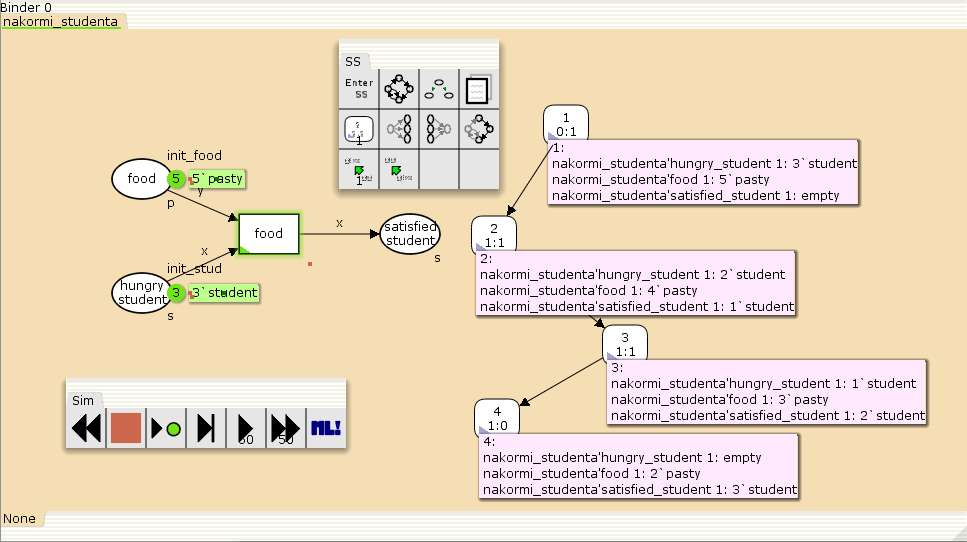 Binder 0
nakormi_studenta
SS
Enter
SS
1
1
init_food
food
5
5`pasty
p
y
food
x
satisfied
student
s
x
init_stud
hungry
student
3
3`student
s
1
0:1
1:
nakormi_studenta'hungry_student 1: 3`student
nakormi_studenta'food 1: 5`pasty
nakormi_studenta'satisfied_student 1: empty
2
1:1
2:
nakormi_studenta'hungry_student 1: 2`student
nakormi_studenta'food 1: 4`pasty
nakormi_studenta'satisfied_student 1: 1`student
3
1:1
3:
nakormi_studenta'hungry_student 1: 1`student
nakormi_studenta'food 1: 3`pasty
nakormi_studenta'satisfied_student 1: 2`student
4
1:0
4:
nakormi_studenta'hungry_student 1: empty
nakormi_studenta'food 1: 2`pasty
nakormi_studenta'satisfied_student 1: 3`student
Sim
50
ML!
None